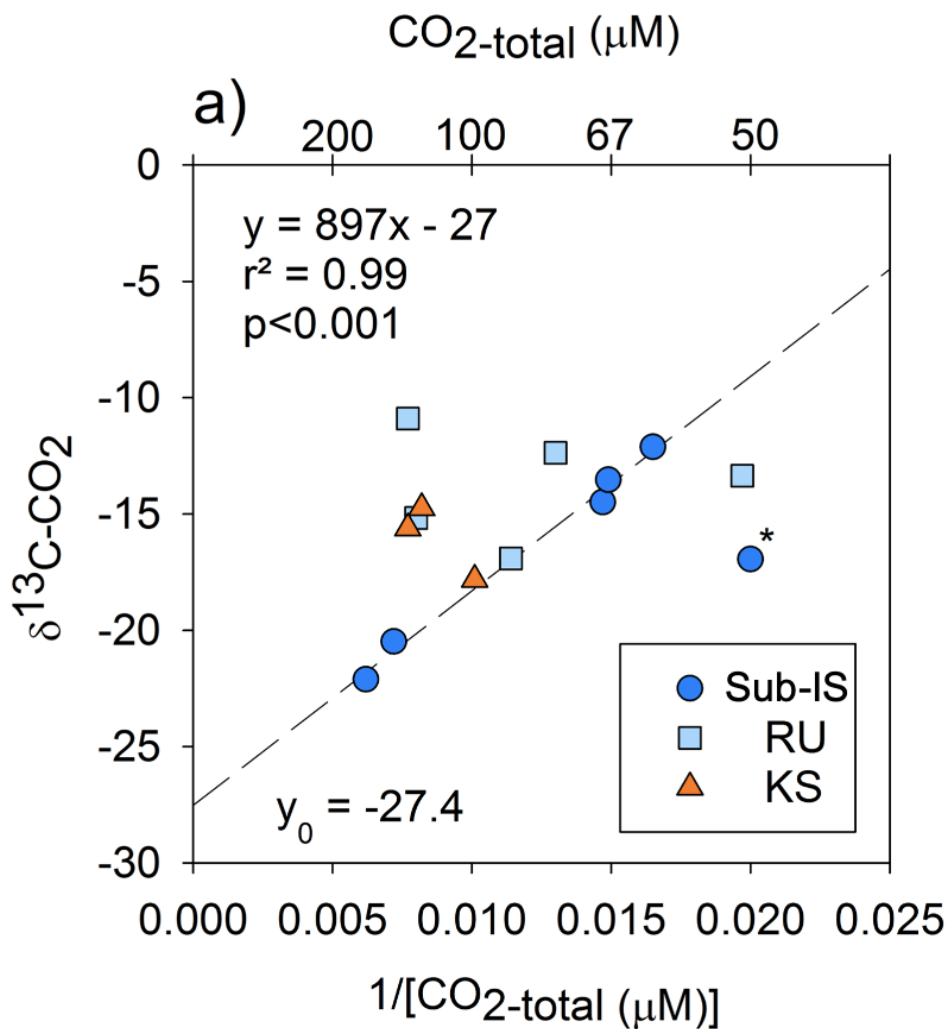 CO2-total (μM)
a)
200 100 67 50
0
y = 897x - 27
r² = 0.99
p<0.001
-5
-10
-15
-20
-25
-30
δ13C-CO2
*
Sub-IS
RU
KS
y0 = -27.4
0.000 0.005 0.010 0.015 0.020 0.025
1/[CO2-total (μM)]